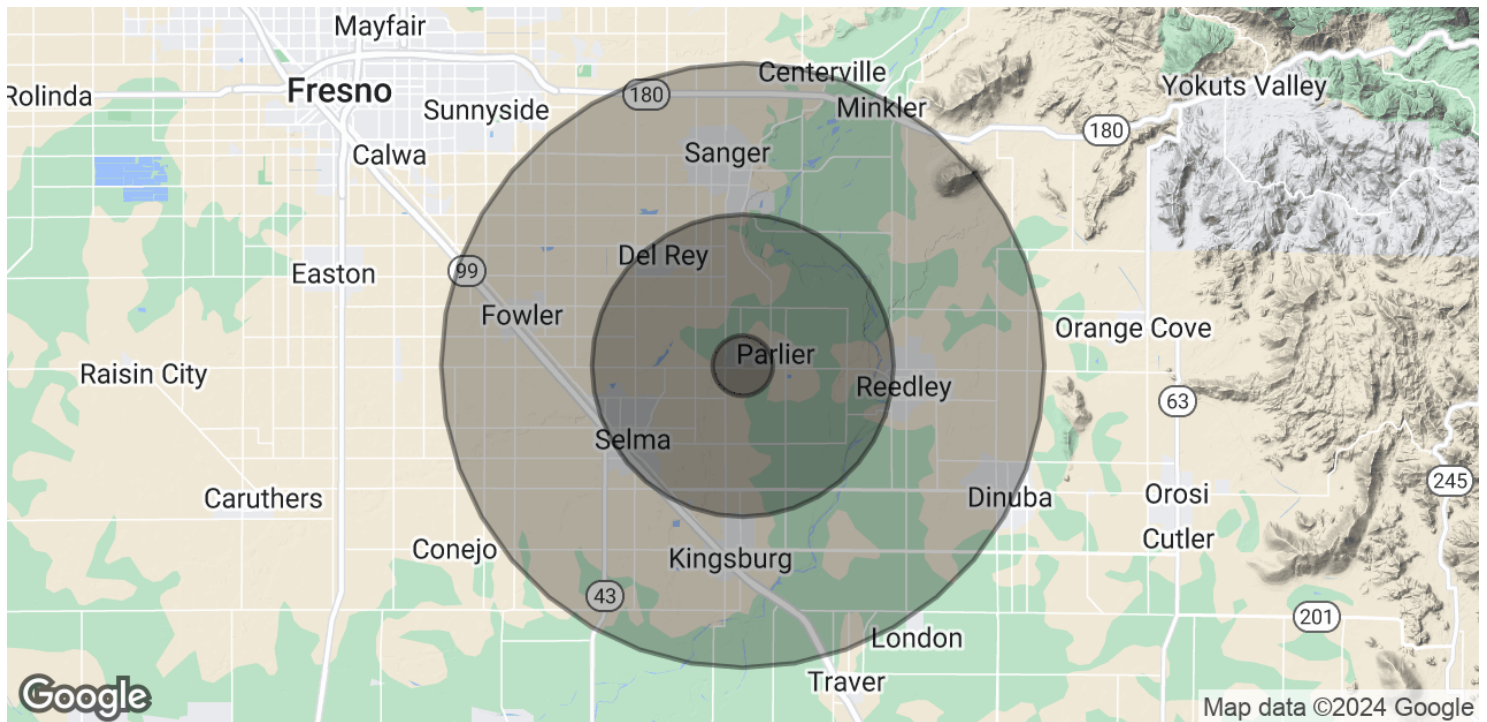 Mayfair
Centerville
Rolinda
Fresno
180
Yokuts Valley
Sunnyside
Minkler
180
Calwa
Sanger
Del Rey
99
Easton
Fowler
Orange Cove
Parlier
Raisin City
Reedley
63
Selma
245
Caruthers
Dinuba
Orosi
Conejo
Cutler
Kingsburg
43
201
London
Traver
Google
Map data ©2024 Google